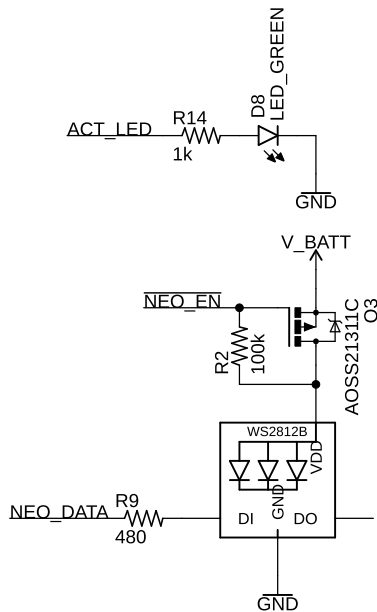 LED_GREEN
D8
R14
ACT_LED
1k
GND
V_BATT
NEO_EN
R2
100k
AOSS21311C
Q3
WS2812B
VDD
GND
DI
DO
R9
NEO_DATA
480
GND